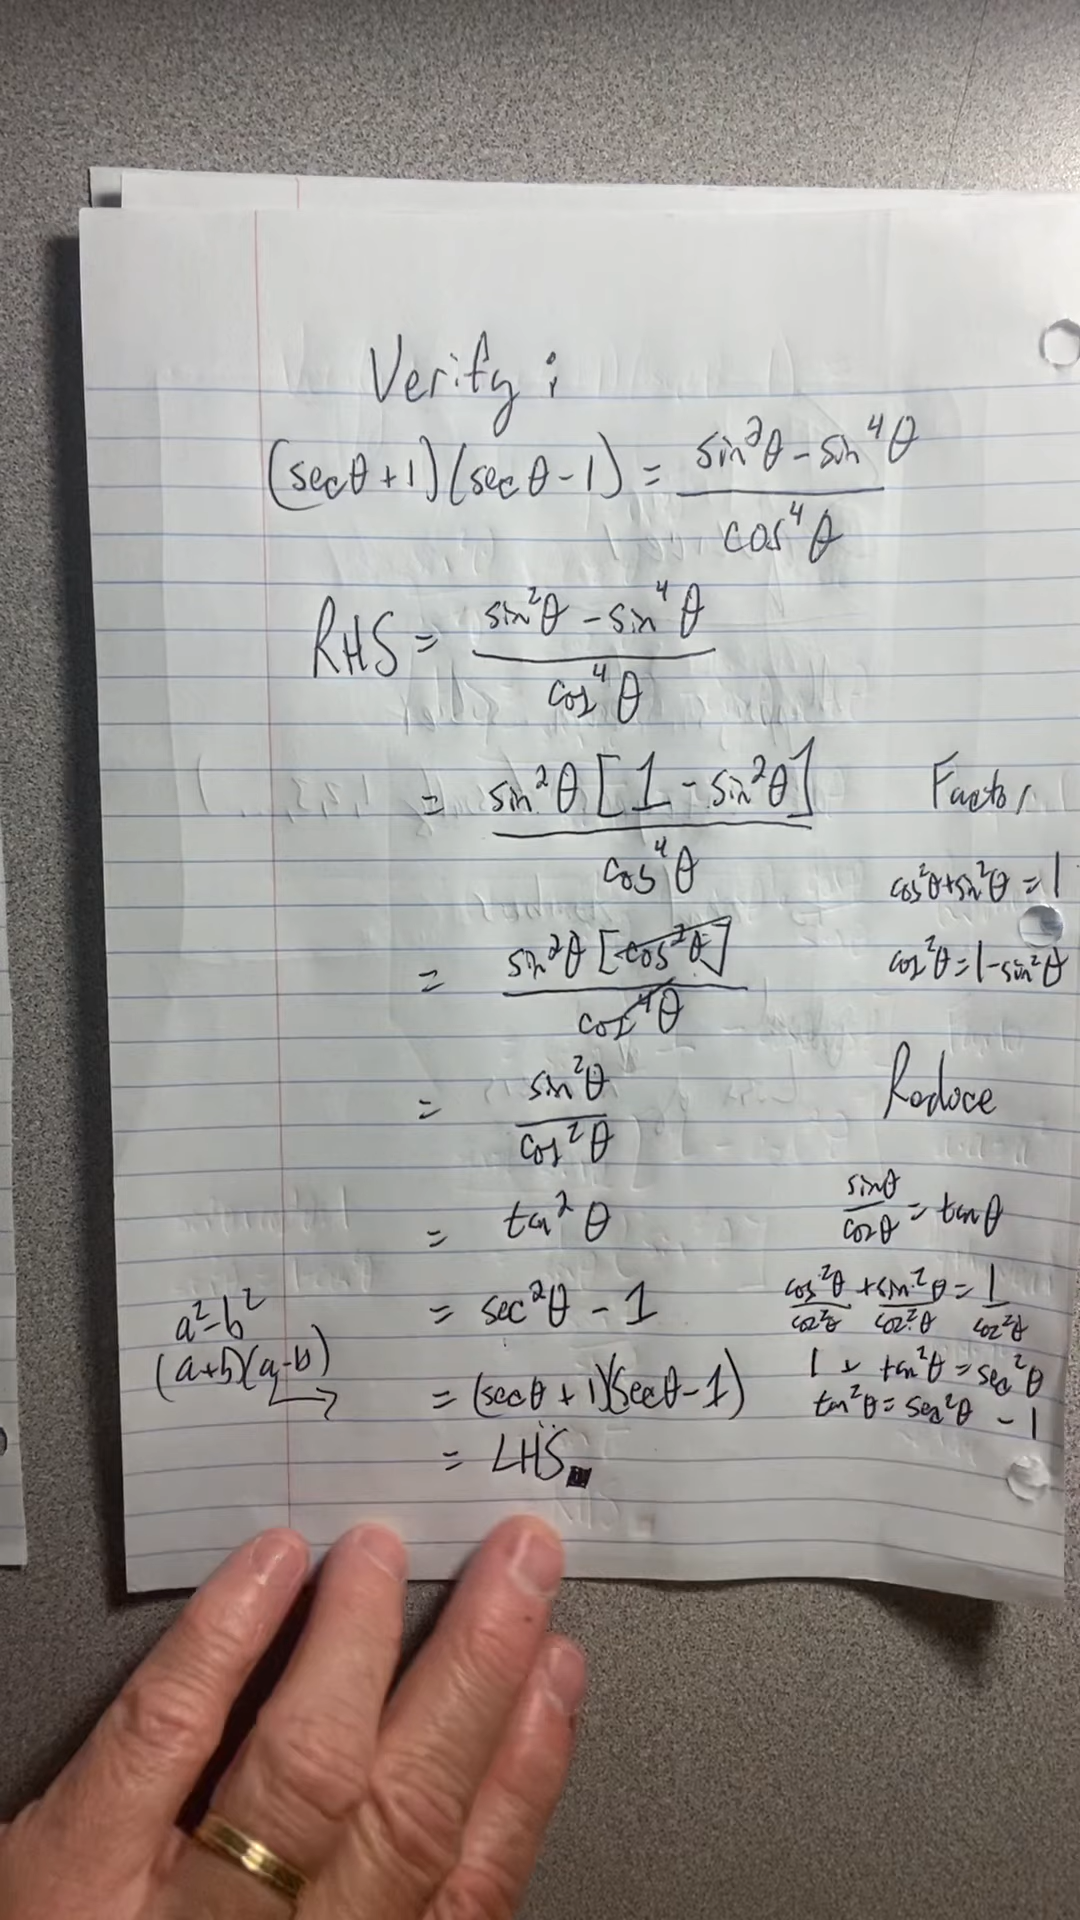 Verify:
(secθ+1)(secθ-1) = (sin²θ - sin⁴θ)/(cos⁴θ)
RHS = (sin²θ - sin⁴θ)/(cos⁴θ)
= (sin²θ [1 - sin²θ])/(cos⁴θ) Factor
cos²θ+sin²θ = 1
= (sin²θ [cos²θ])/(cos⁴θ) cos²θ = 1-sin²θ
= sin²θ/cos²θ Reduce
= tan²θ sinθ/cosθ = tanθ
a²-b² = sec²θ - 1 cos²θ/cos²θ + sin²θ/cos²θ = 1/cos²θ
(a+b)(a-b) 1 + tan²θ = sec²θ
= (secθ+1)(secθ-1) tan²θ = sec²θ - 1
= LHS ■